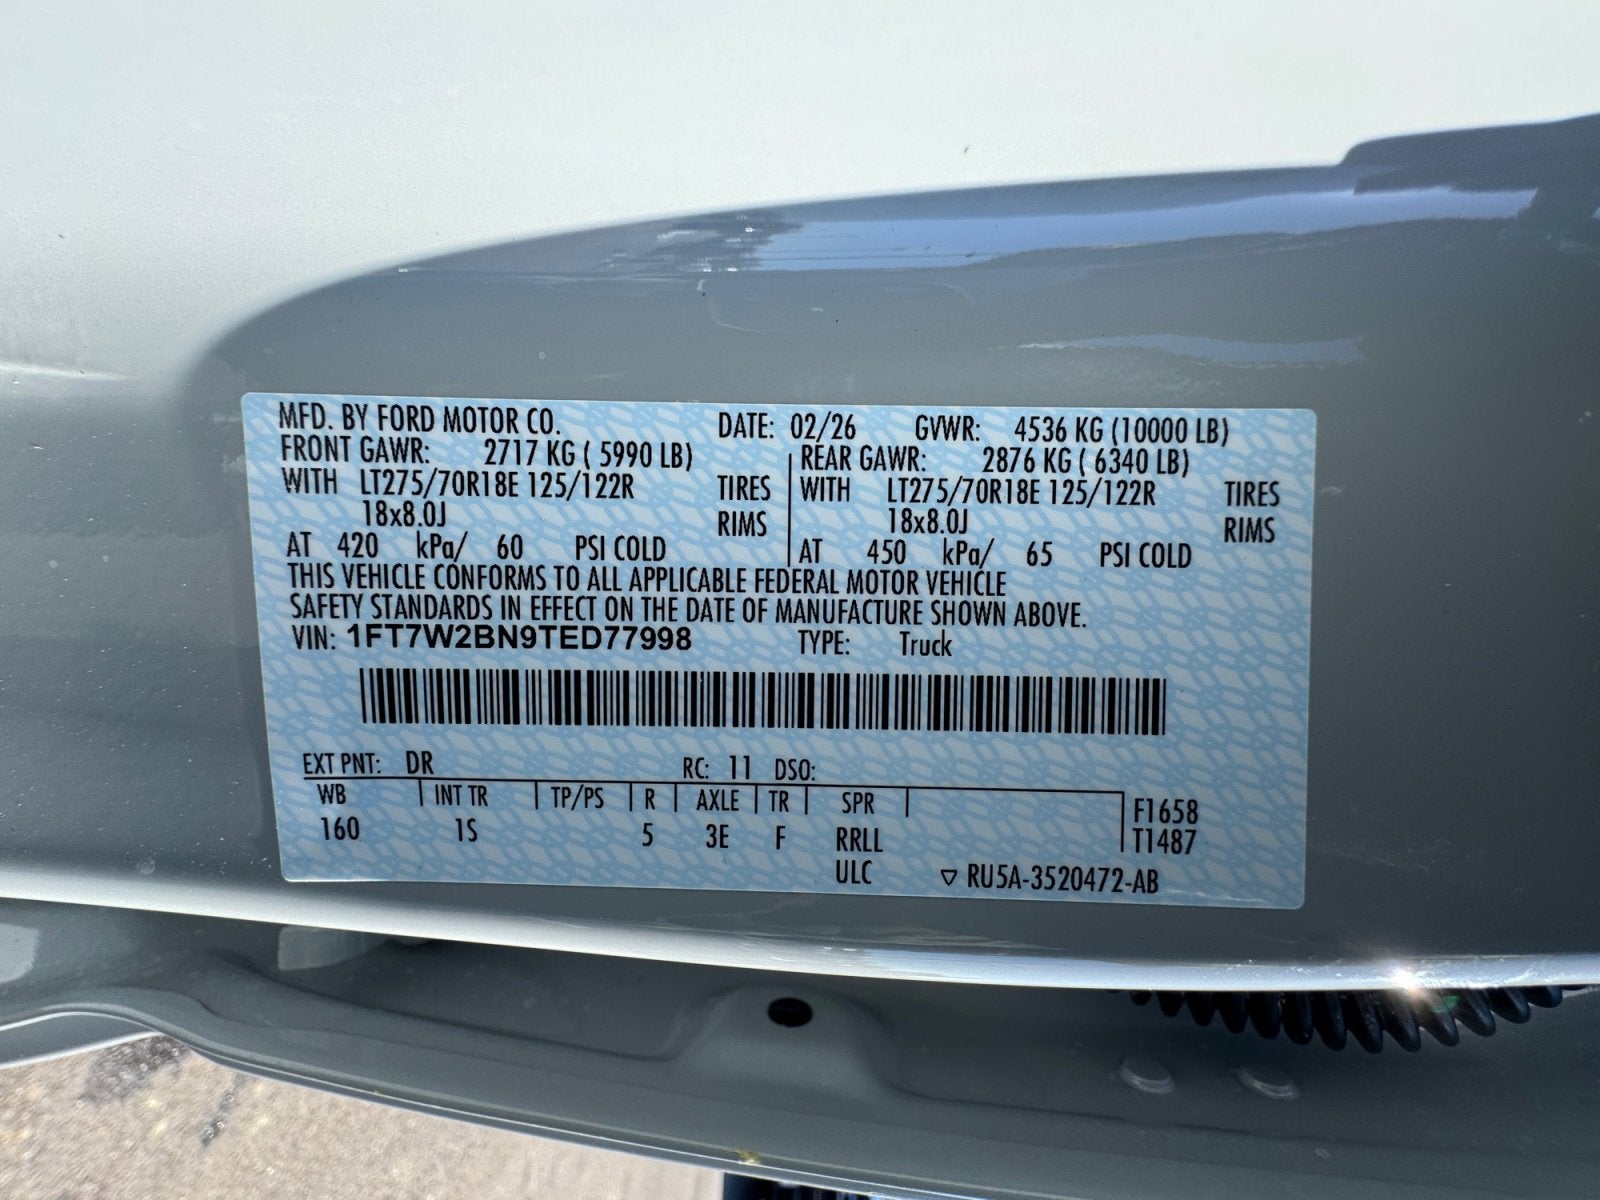 MFD. BY FORD MOTOR CO. DATE: 02/26 GVWR: 4536 KG (10000 LB)
FRONT GAWR: 2717 KG ( 5990 LB) REAR GAWR: 2876 KG ( 6340 LB)
WITH LT275/70R18E 125/122R TIRES WITH LT275/70R18E 125/122R TIRES
18x8.0J RIMS 18x8.0J RIMS
AT 420 kPa/ 60 PSI COLD AT 450 kPa/ 65 PSI COLD
THIS VEHICLE CONFORMS TO ALL APPLICABLE FEDERAL MOTOR VEHICLE
SAFETY STANDARDS IN EFFECT ON THE DATE OF MANUFACTURE SHOWN ABOVE.
VIN: 1FT7W2BN9TED77998 TYPE: Truck
EXT PNT: DR RC: 11 DSO:
WB INT TR TP/PS R AXLE TR SPR F1658
160 1S 5 3E F RRLL T1487
ULC ▽ RU5A-3520472-AB